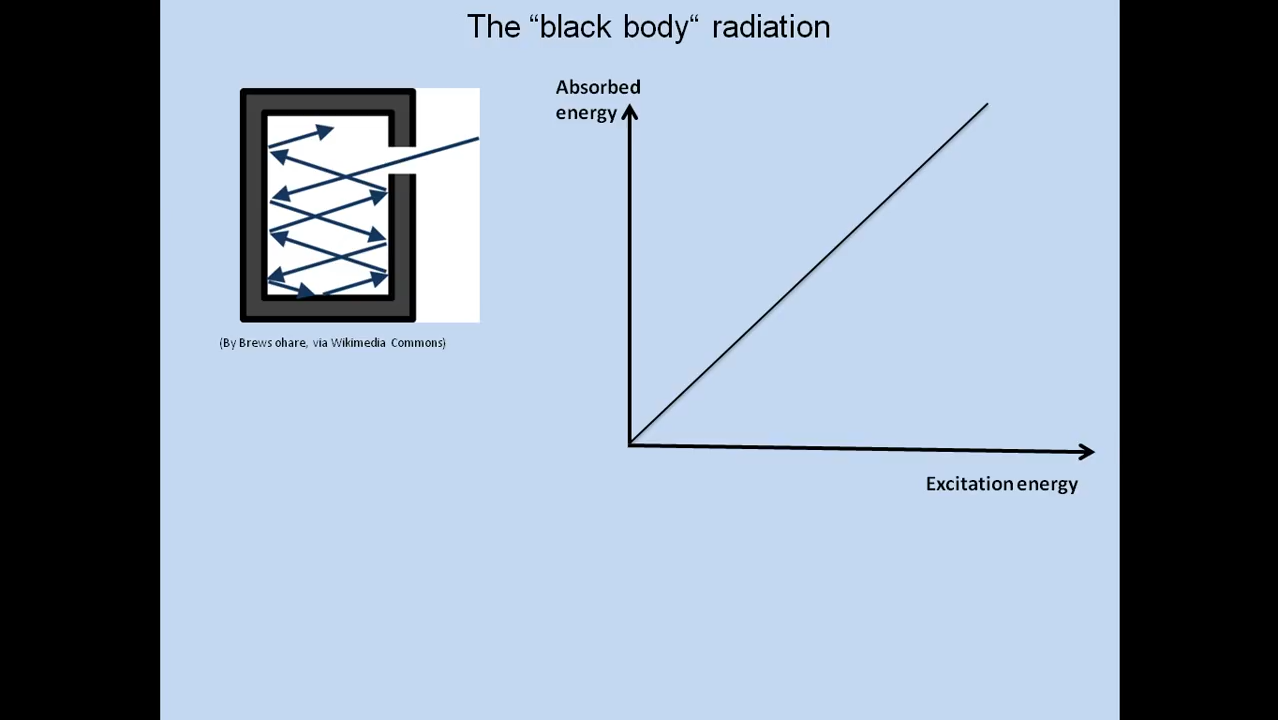 The “black body“ radiation
Absorbed
energy
(By Brews ohare, via Wikimedia Commons)
Excitation energy